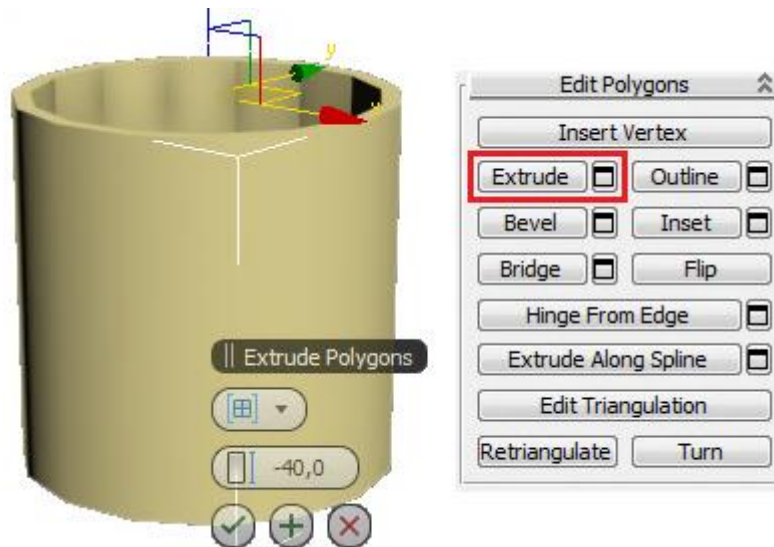 y
Extrude Polygons
-40,0
Edit Polygons
Insert Vertex
Extrude
Outline
Bevel
Inset
Bridge
Flip
Hinge From Edge
Extrude Along Spline
Edit Triangulation
Retriangulate
Turn